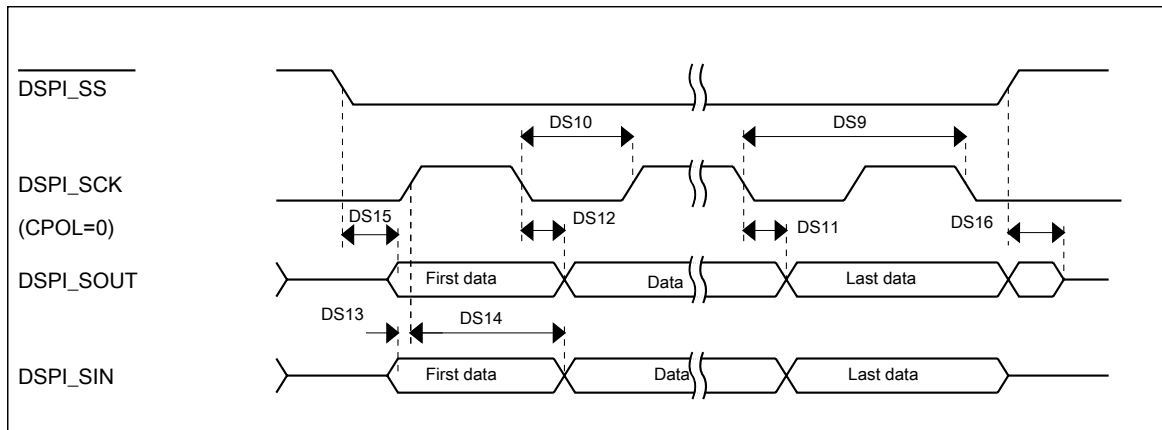 DSPI_SS
DS10
DS9
DSPI_SCK
(CPOL=0)
DS15
DS12
DS11
DS16
DSPI_SOUT
First data
Data
Last data
DS13
DS14
DSPI_SIN
First data
Data
Last data